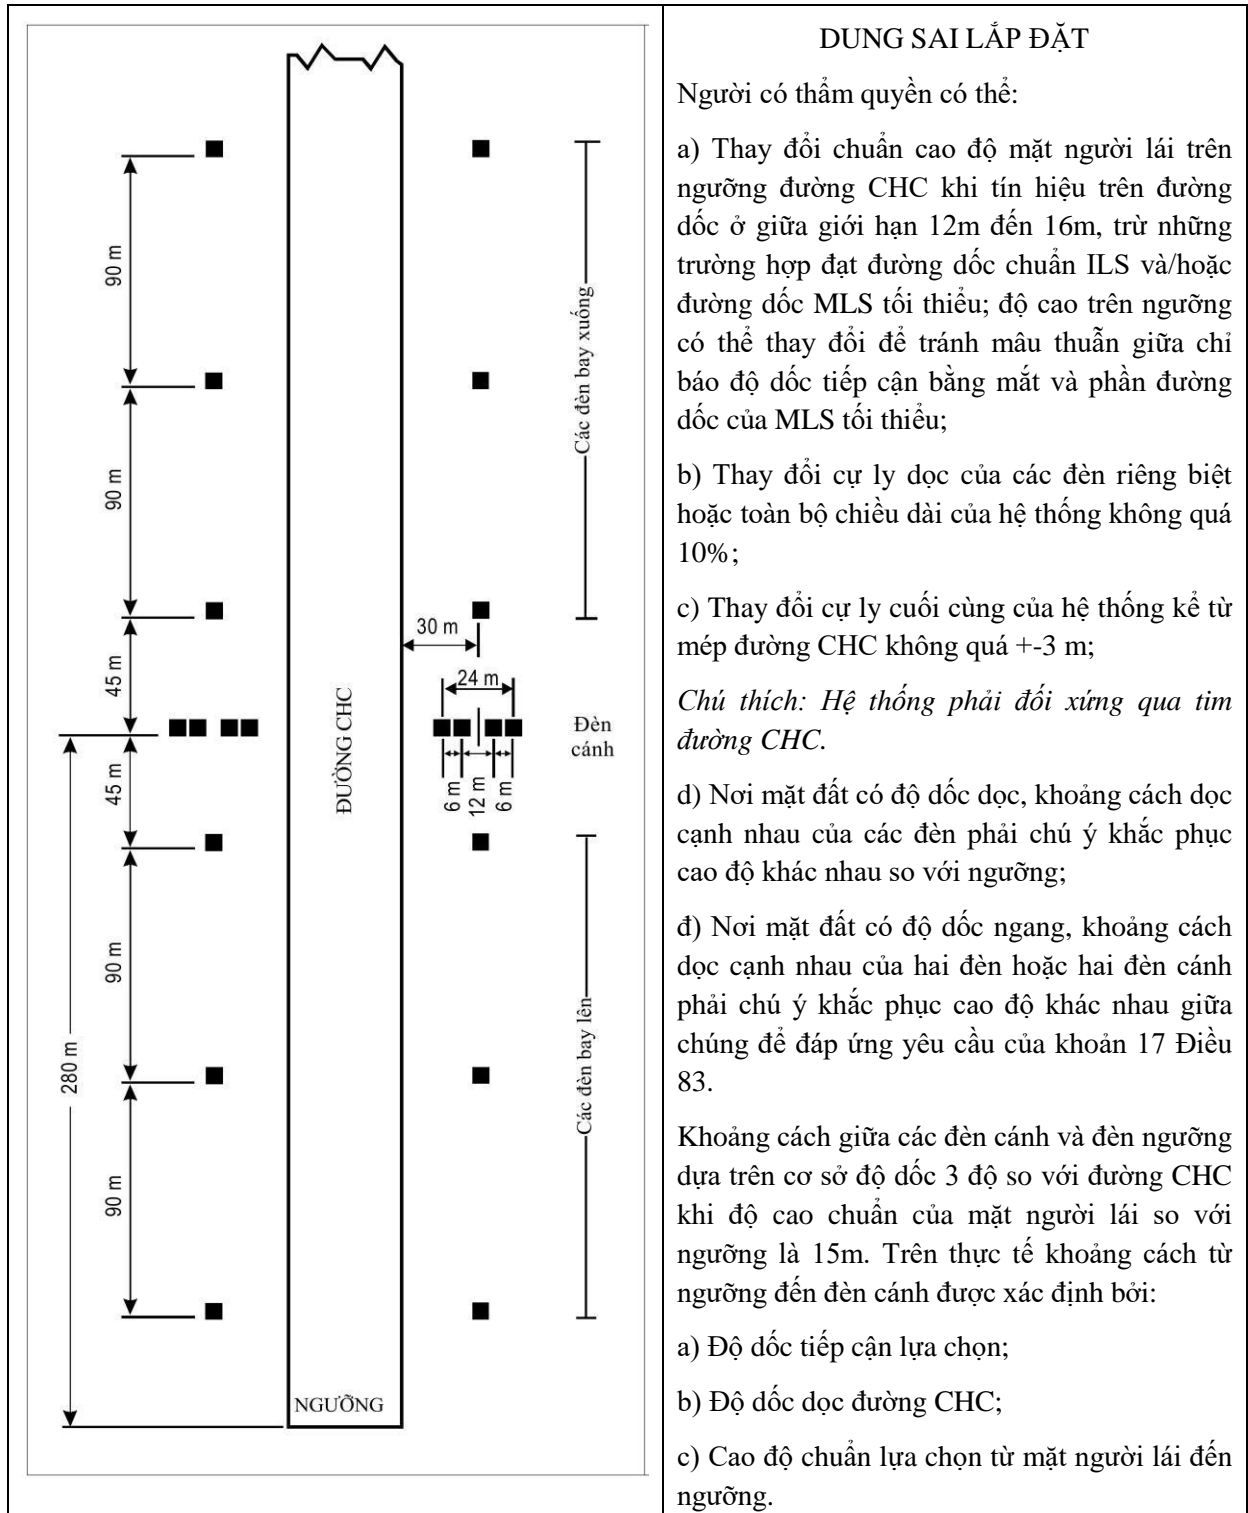 90 m
90 m
45 m
45 m
90 m
90 m
280 m
ĐƯỜNG CHC
NGƯỠNG
30 m
24 m
6 m
12 m
6 m
Các đèn bay xuống
Đèn
cánh
Các đèn bay lên
DUNG SAI LẮP ĐẶT
Người có thẩm quyền có thể:
a) Thay đổi chuẩn cao độ mặt người lái trên
ngưỡng đường CHC khi tín hiệu trên đường
dốc ở giữa giới hạn 12m đến 16m, trừ những
trường hợp đạt đường dốc chuẩn ILS và/hoặc
đường dốc MLS tối thiểu; độ cao trên ngưỡng
có thể thay đổi để tránh mâu thuẫn giữa chỉ
báo độ dốc tiếp cận bằng mắt và phần đường
dốc của MLS tối thiểu;
b) Thay đổi cự ly dọc của các đèn riêng biệt
hoặc toàn bộ chiều dài của hệ thống không quá
10%;
c) Thay đổi cự ly cuối cùng của hệ thống kể từ
mép đường CHC không quá +-3 m;
Chú thích: Hệ thống phải đối xứng qua tim
đường CHC.
d) Nơi mặt đất có độ dốc dọc, khoảng cách dọc
cạnh nhau của các đèn phải chú ý khắc phục
cao độ khác nhau so với ngưỡng;
đ) Nơi mặt đất có độ dốc ngang, khoảng cách
dọc cạnh nhau của hai đèn hoặc hai đèn cánh
phải chú ý khắc phục cao độ khác nhau giữa
chúng để đáp ứng yêu cầu của khoản 17 Điều
83.
Khoảng cách giữa các đèn cánh và đèn ngưỡng
dựa trên cơ sở độ dốc 3 độ so với đường CHC
khi độ cao chuẩn của mặt người lái so với
ngưỡng là 15m. Trên thực tế khoảng cách từ
ngưỡng đến đèn cánh được xác định bởi:
a) Độ dốc tiếp cận lựa chọn;
b) Độ dốc dọc đường CHC;
c) Cao độ chuẩn lựa chọn từ mặt người lái đến
ngưỡng.